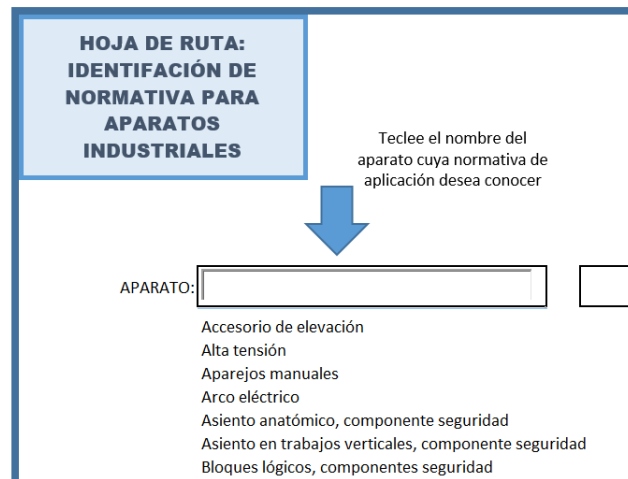 HOJA DE RUTA:
IDENTIFACIÓN DE
NORMATIVA PARA
APARATOS
INDUSTRIALES
Teclee el nombre del
aparato cuya normativa de
aplicación desea conocer
APARATO:
Accesorio de elevación
Alta tensión
Aparejos manuales
Arco eléctrico
Asiento anatómico, componente seguridad
Asiento en trabajos verticales, componente seguridad
Bloques lógicos, componentes seguridad